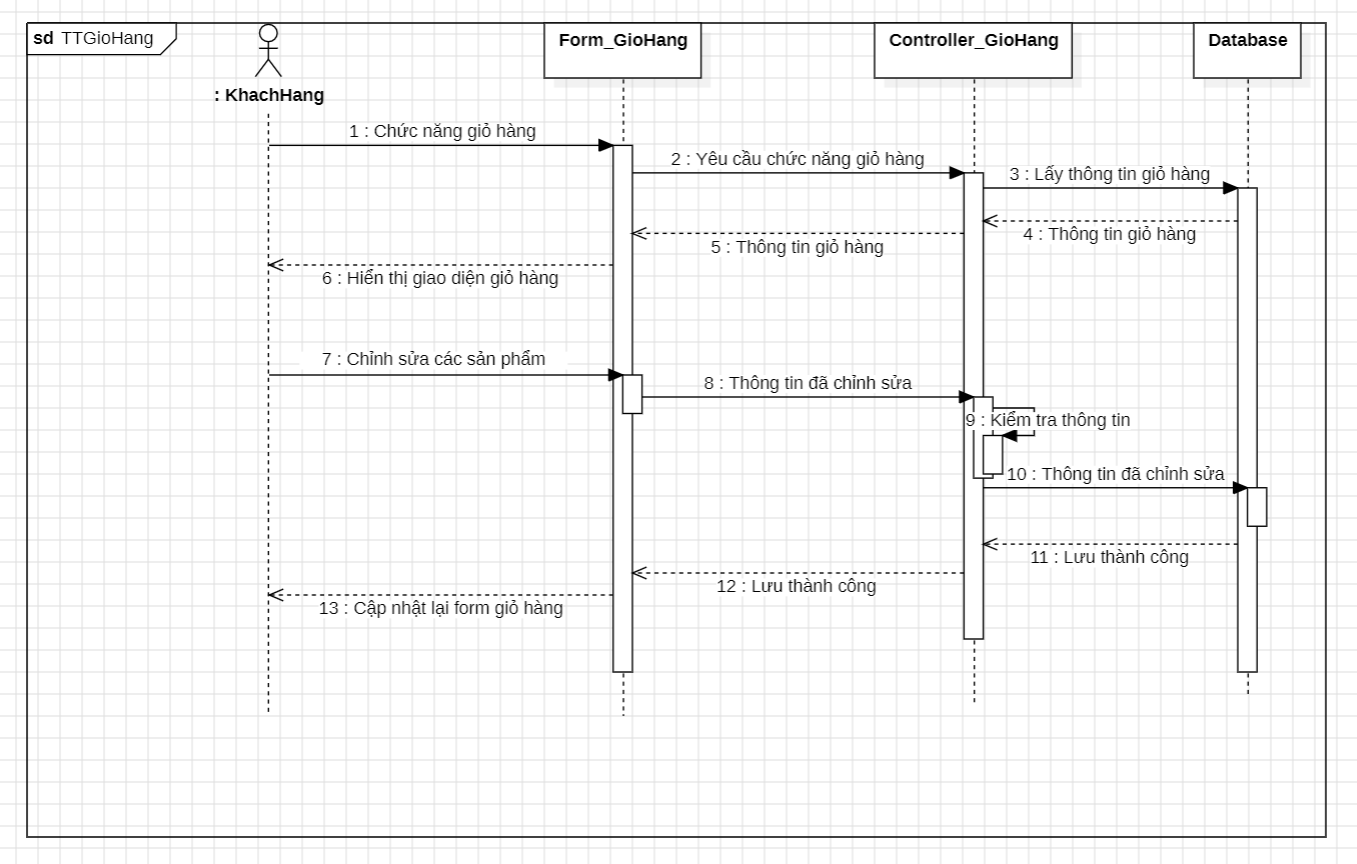 sd TTGioHang
: KhachHang
Form_GioHang
Controller_GioHang
Database
1 : Chức năng giỏ hàng
2 : Yêu cầu chức năng giỏ hàng
3 : Lấy thông tin giỏ hàng
4 : Thông tin giỏ hàng
5 : Thông tin giỏ hàng
6 : Hiển thị giao diện giỏ hàng
7 : Chỉnh sửa các sản phẩm
8 : Thông tin đã chỉnh sửa
9 : Kiểm tra thông tin
10 : Thông tin đã chỉnh sửa
11 : Lưu thành công
12 : Lưu thành công
13 : Cập nhật lại form giỏ hàng